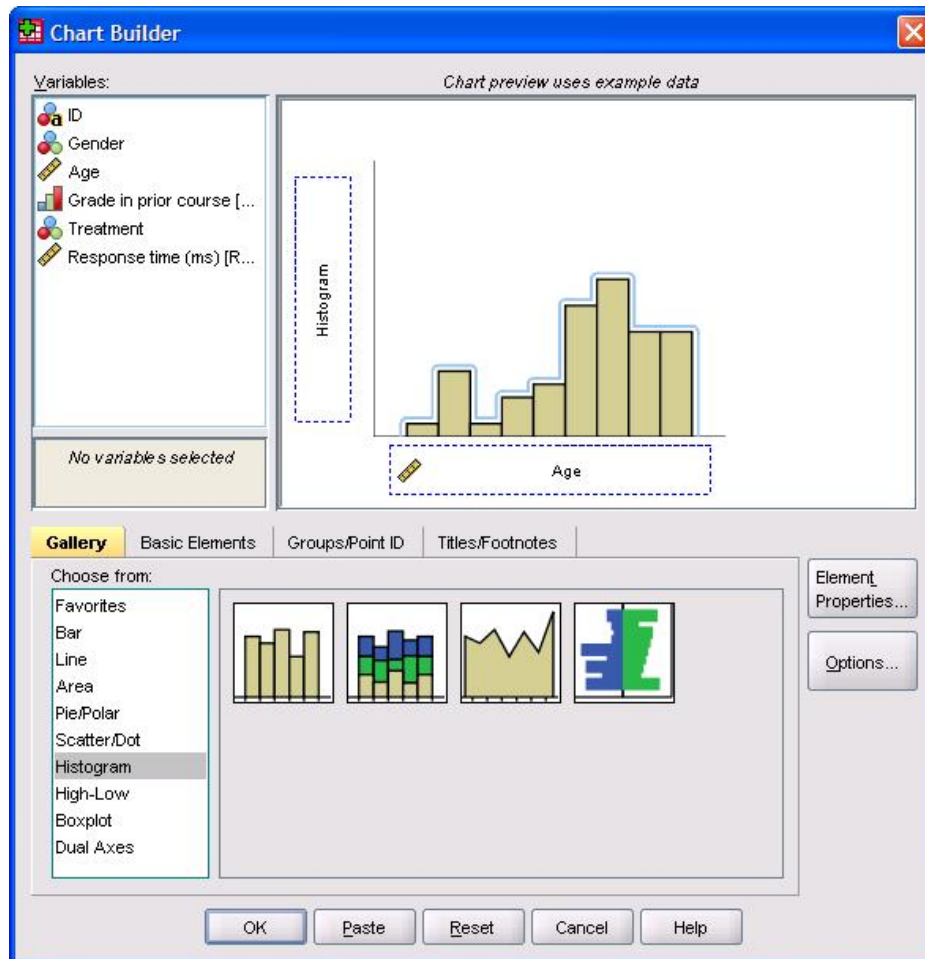 Chart Builder
Variables:
Chart preview uses example data
ID
Gender
Age
Grade in prior course [...
Treatment
Response time (ms) [R...
No variables selected
Histogram
Age
Gallery
Basic Elements
Groups/Point ID
Titles/Footnotes
Choose from:
Favorites
Bar
Line
Area
Pie/Polar
Scatter/Dot
Histogram
High-Low
Boxplot
Dual Axes
Element
Properties...
Options...
OK
Paste
Reset
Cancel
Help